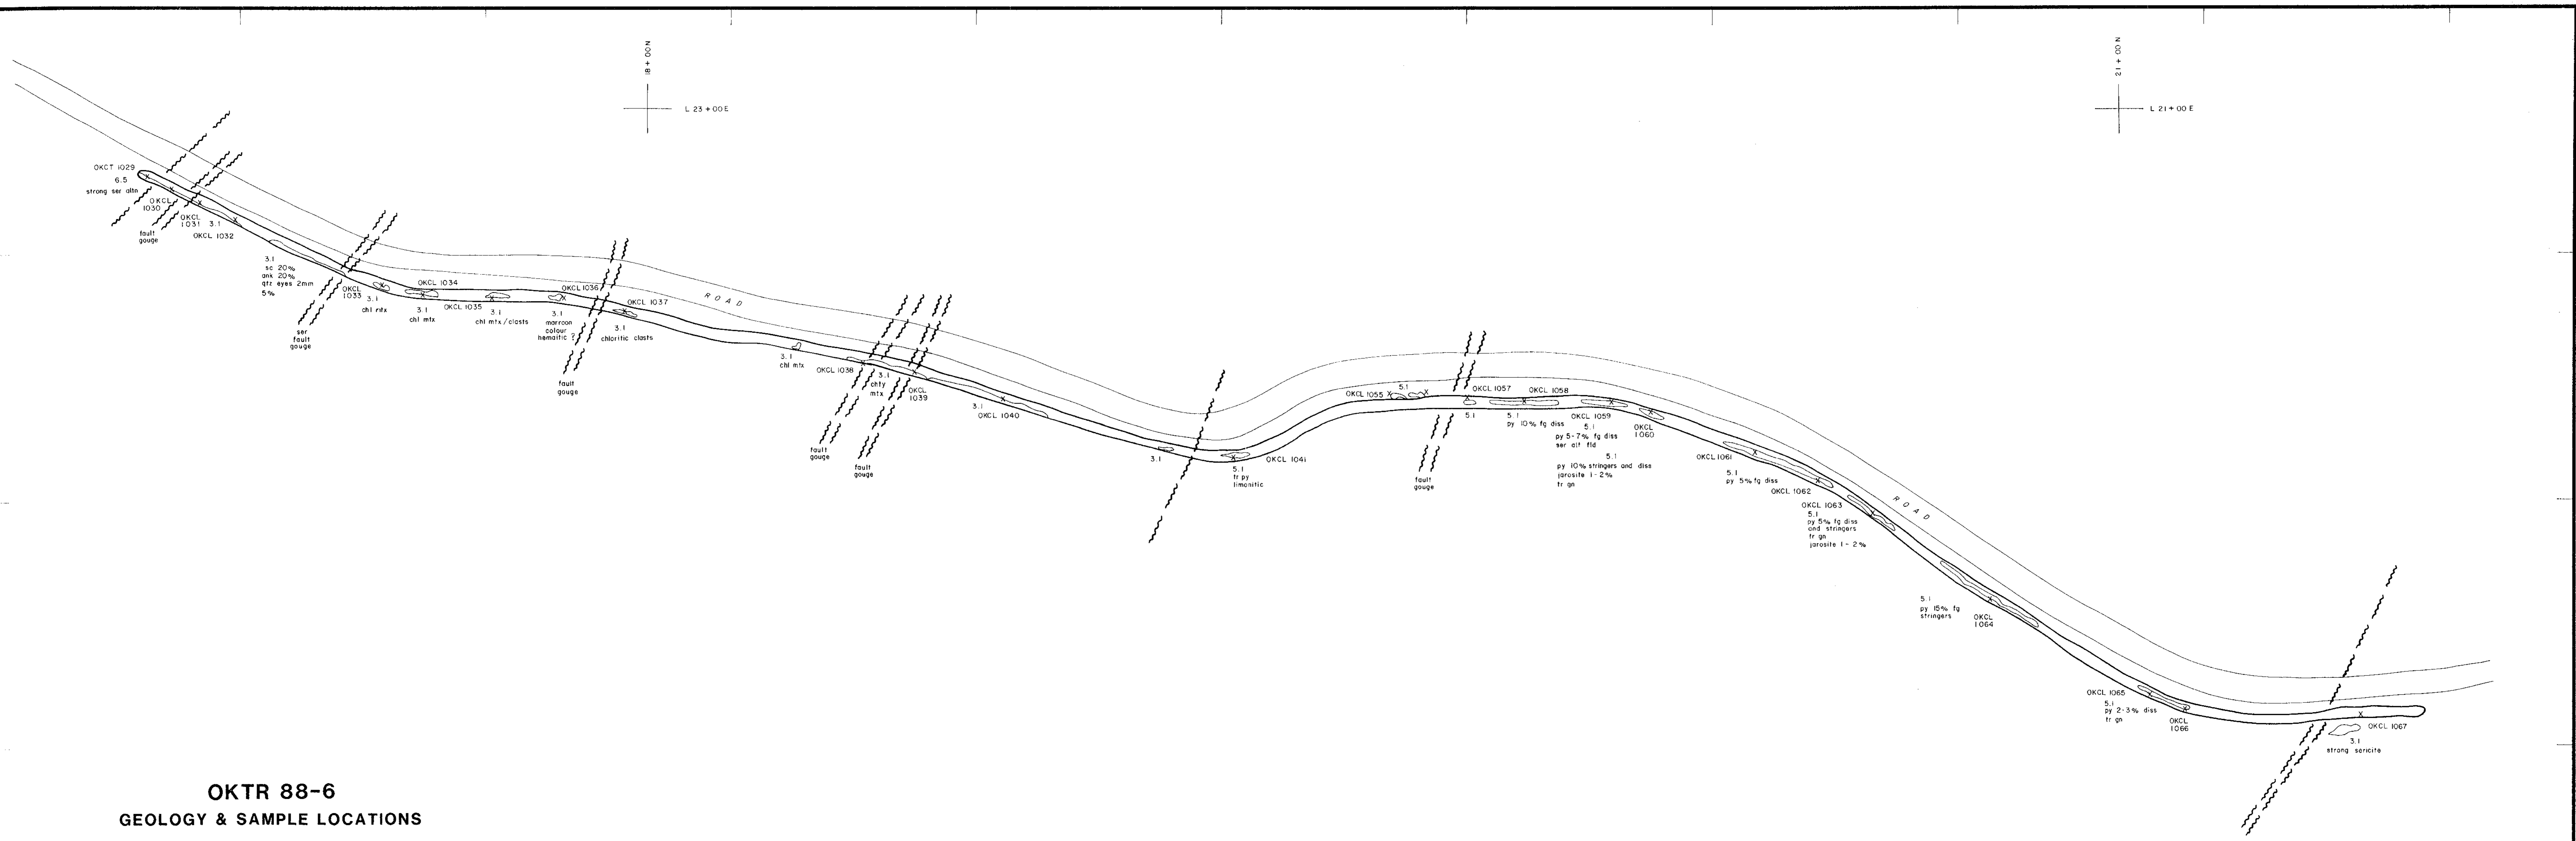 18 + 00 N
L 23 + 00 E
21 + 00 N
L 21 + 00 E
OKCT 1029
6.5
strong ser altn
OKCL
1030
fault
gouge
OKCL
1031
3.1
OKCL 1032
3.1
sc 20%
ank 20%
qtz eyes 2mm
5%
ser
fault
gouge
OKCL
1033
3.1
chl mtx
OKCL 1034
3.1
chl mtx
OKCL 1035
3.1
chl mtx/clasts
OKCL 1036
3.1
marroon
colour
hemaitic ?
fault
gouge
OKCL 1037
3.1
chloritic clasts
ROAD
3.1
chl mtx
OKCL 1038
3.1
chty
mtx
fault
gouge
OKCL
1039
fault
gouge
3.1
OKCL 1040
3.1
5.1
tr py
limonitic
OKCL 1041
OKCL 1055
5.1
fault
gouge
OKCL 1057
5.1
OKCL 1058
5.1
py 10% fg diss
OKCL 1059
5.1
py 5-7% fg diss
ser alt fld
OKCL
1060
5.1
py 10% stringers and diss
jarosite 1-2%
tr gn
OKCL 1061
5.1
py 5% fg diss
OKCL 1062
OKCL 1063
5.1
py 5% fg diss
and stringers
tr gn
jarosite 1-2%
ROAD
5.1
py 15% fg
stringers
OKCL
1064
OKCL 1065
5.1
py 2-3% diss
tr gn
OKCL
1066
OKCL 1067
3.1
strong sericite
OKTR 88-6
GEOLOGY & SAMPLE LOCATIONS